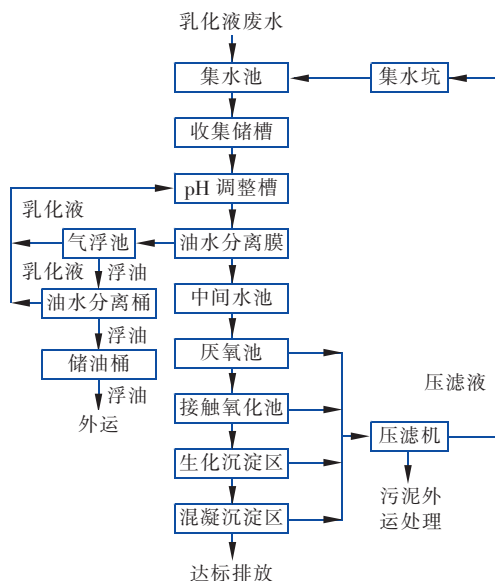 乳化液废水
集水池
集水坑
收集储槽
pH 调整槽
乳化液
气浮池
油水分离膜
乳化液
浮油
油水分离桶
中间水池
浮油
储油桶
厌氧池
浮油
外运
压滤液
接触氧化池
压滤机
生化沉淀区
污泥外
运处理
混凝沉淀区
达标排放